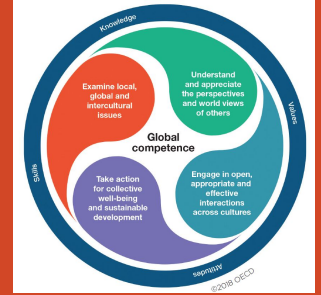 Knowledge
Examine local,
global and
intercultural
issues
Understand
and appreciate
the perspectives
and world views
of others
Values
Global
competence
Skills
Take action
for collective
well-being
and sustainable
development
Engage in open,
appropriate and
effective
interactions
across cultures
Attitudes
©2018 OECD